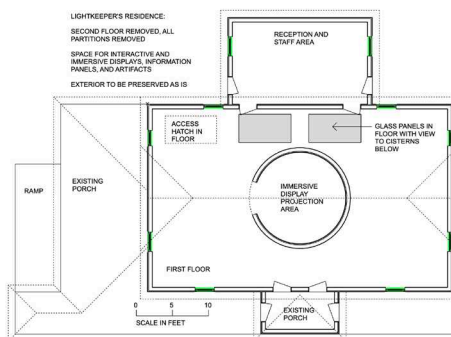 LIGHTKEEPER'S RESIDENCE:
SECOND FLOOR REMOVED, ALL
PARTITIONS REMOVED
SPACE FOR INTERACTIVE AND
IMMERSIVE DISPLAYS, INFORMATION
PANELS, AND ARTIFACTS
EXTERIOR TO BE PRESERVED AS IS
RECEPTION AND
STAFF AREA
ACCESS
HATCH IN
FLOOR
GLASS PANELS IN
FLOOR WITH VIEW
TO CISTERNS
BELOW
RAMP
EXISTING
PORCH
IMMERSIVE
DISPLAY
PROJECTION
AREA
FIRST FLOOR
EXISTING
PORCH
0 5 10
SCALE IN FEET